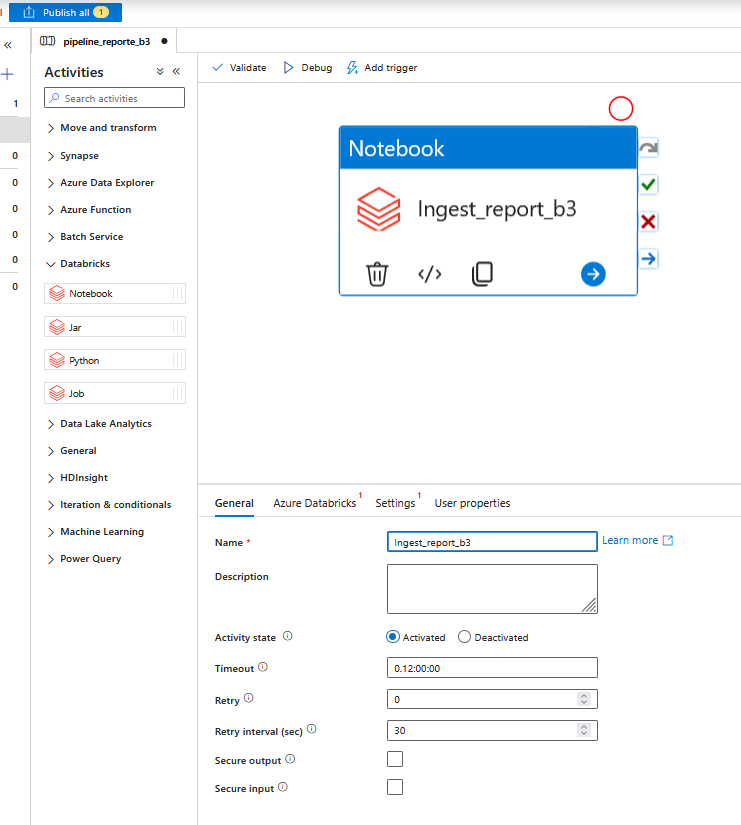 Publish all 1
pipeline_reporte_b3
Activities
Search activities
1
0
0
0
0
0
0
Move and transform
Synapse
Azure Data Explorer
Azure Function
Batch Service
Databricks
Notebook
Jar
Python
Job
Data Lake Analytics
General
HDInsight
Iteration & conditionals
Machine Learning
Power Query
Validate Debug Add trigger
Notebook
Ingest_report_b3
General Azure Databricks 1 Settings 1 User properties
Name * Ingest_report_b3 Learn more
Description
Activity state Activated Deactivated
Timeout 0.12:00:00
Retry 0
Retry interval (sec) 30
Secure output
Secure input